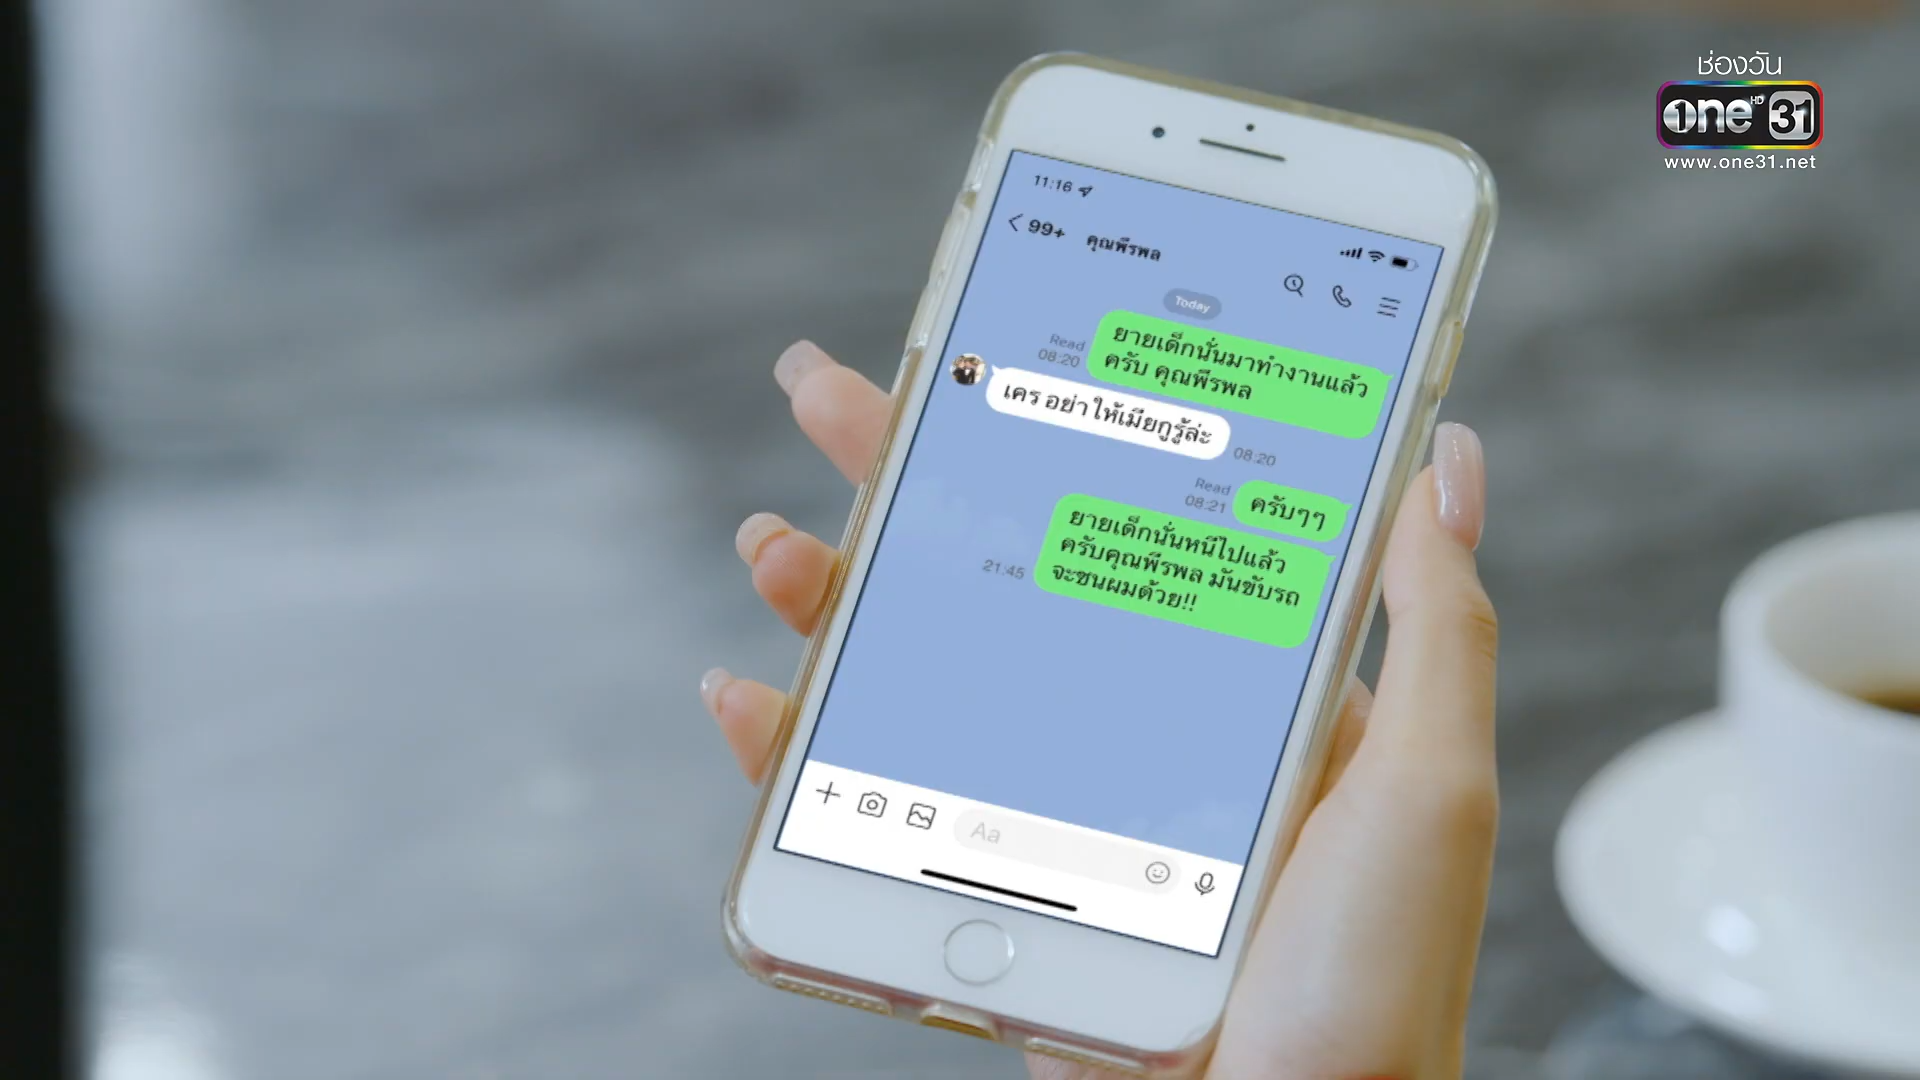 ช่องวัน
one HD 31
www.one31.net
11:16
99+ คุณพีรพล
Today
ยายเด็กนั่นมาทำงานแล้ว
ครับ คุณพีรพล
Read
08:20
เคร อย่าให้เมียกูรู้ล่ะ
08:20
ครับๆๆ
Read
08:21
ยายเด็กนั่นหนีไปแล้ว
ครับคุณพีรพล มันขับรถ
จะชนผมด้วย!!
21:45
Aa